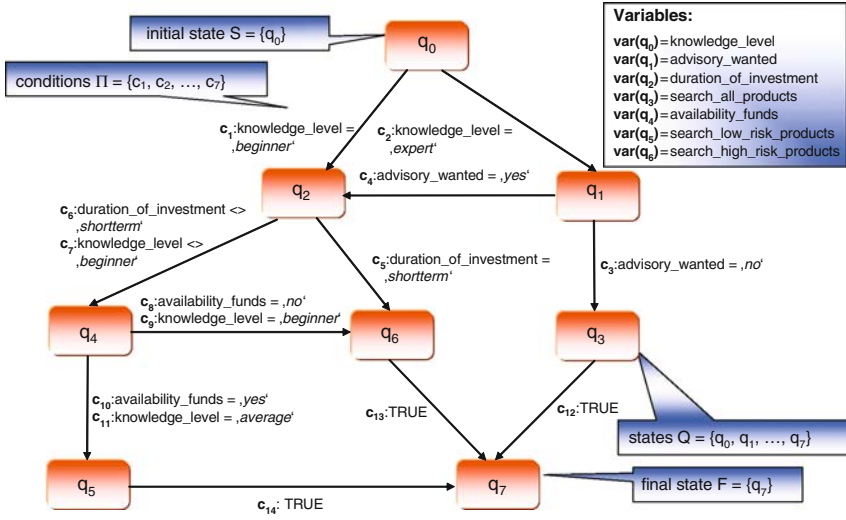 initial state S = {q0}
q0
conditions Π = {c1, c2, …, c7}
Variables:
var(q0)=knowledge_level
var(q1)=advisory_wanted
var(q2)=duration_of_investment
var(q3)=search_all_products
var(q4)=availability_funds
var(q5)=search_low_risk_products
var(q6)=search_high_risk_products
c1:knowledge_level =
‚beginner‘
c2:knowledge_level =
‚expert‘
c4:advisory_wanted = ‚yes‘
q2
q1
c6:duration_of_investment <>
‚shortterm‘
c7:knowledge_level <>
‚beginner‘
c5:duration_of_investment =
‚shortterm‘
c3:advisory_wanted = ‚no‘
c8:availability_funds = ‚no‘
c9:knowledge_level = ‚beginner‘
q4
q6
q3
c10:availability_funds = ‚yes‘
c11:knowledge_level = ‚average‘
c13:TRUE
c12:TRUE
states Q = {q0, q1, …, q7}
q5
q7
final state F = {q7}
c14: TRUE